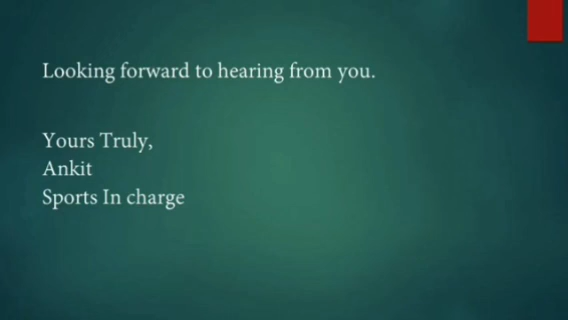 Looking forward to hearing from you.
Yours Truly,
Ankit
Sports In charge